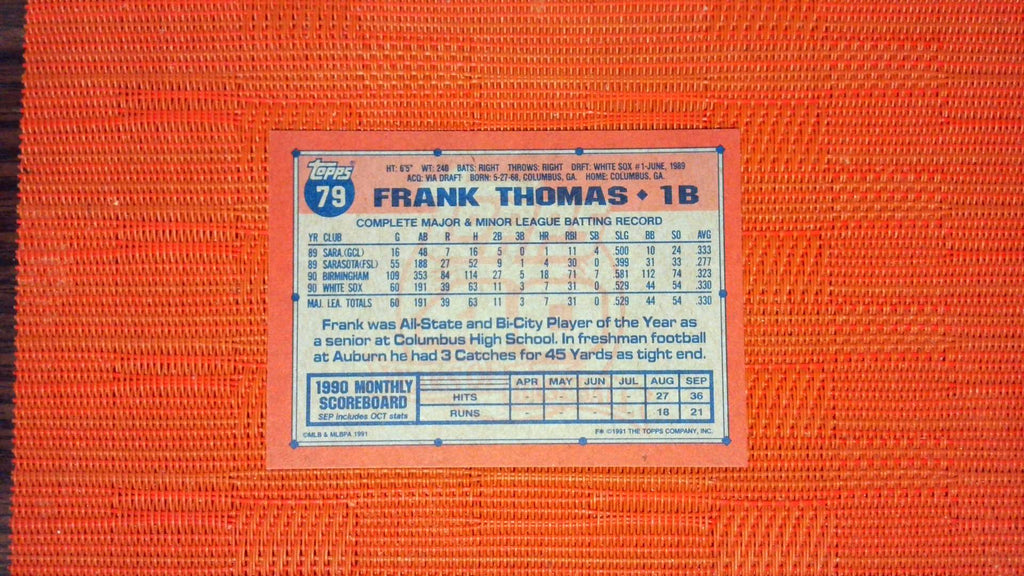 Topps
79
HT: 6'5" WT: 240 BATS: RIGHT THROWS: RIGHT DRFT: WHITE SOX #1-JUNE, 1989
ACQ: VIA DRAFT BORN: 5-27-68, COLUMBUS, GA. HOME: COLUMBUS, GA.
FRANK THOMAS ♦ 1B
COMPLETE MAJOR & MINOR LEAGUE BATTING RECORD
YR CLUB G AB R H 2B 3B HR RBI SB SLG BB SO AVG
89 SARA.(GCL) 16 48 7 16 5 0 1 11 4 .500 10 24 .333
89 SARASOTA(FSL) 55 188 27 52 9 1 4 30 0 .399 31 33 .277
90 BIRMINGHAM 109 353 84 114 27 5 18 71 7 .581 112 74 .323
90 WHITE SOX 60 191 39 63 11 3 7 31 0 .529 44 54 .330
MAJ. LEA. TOTALS 60 191 39 63 11 3 7 31 0 .529 44 54 .330
Frank was All-State and Bi-City Player of the Year as
a senior at Columbus High School. In freshman football
at Auburn he had 3 Catches for 45 Yards as tight end.
1990 MONTHLY
SCOREBOARD
SEP includes OCT stats
APR MAY JUN JUL AUG SEP
HITS - - - - 27 36
RUNS - - - - 18 21
©MLB & MLBPA 1991
F* ©1991 THE TOPPS COMPANY, INC.